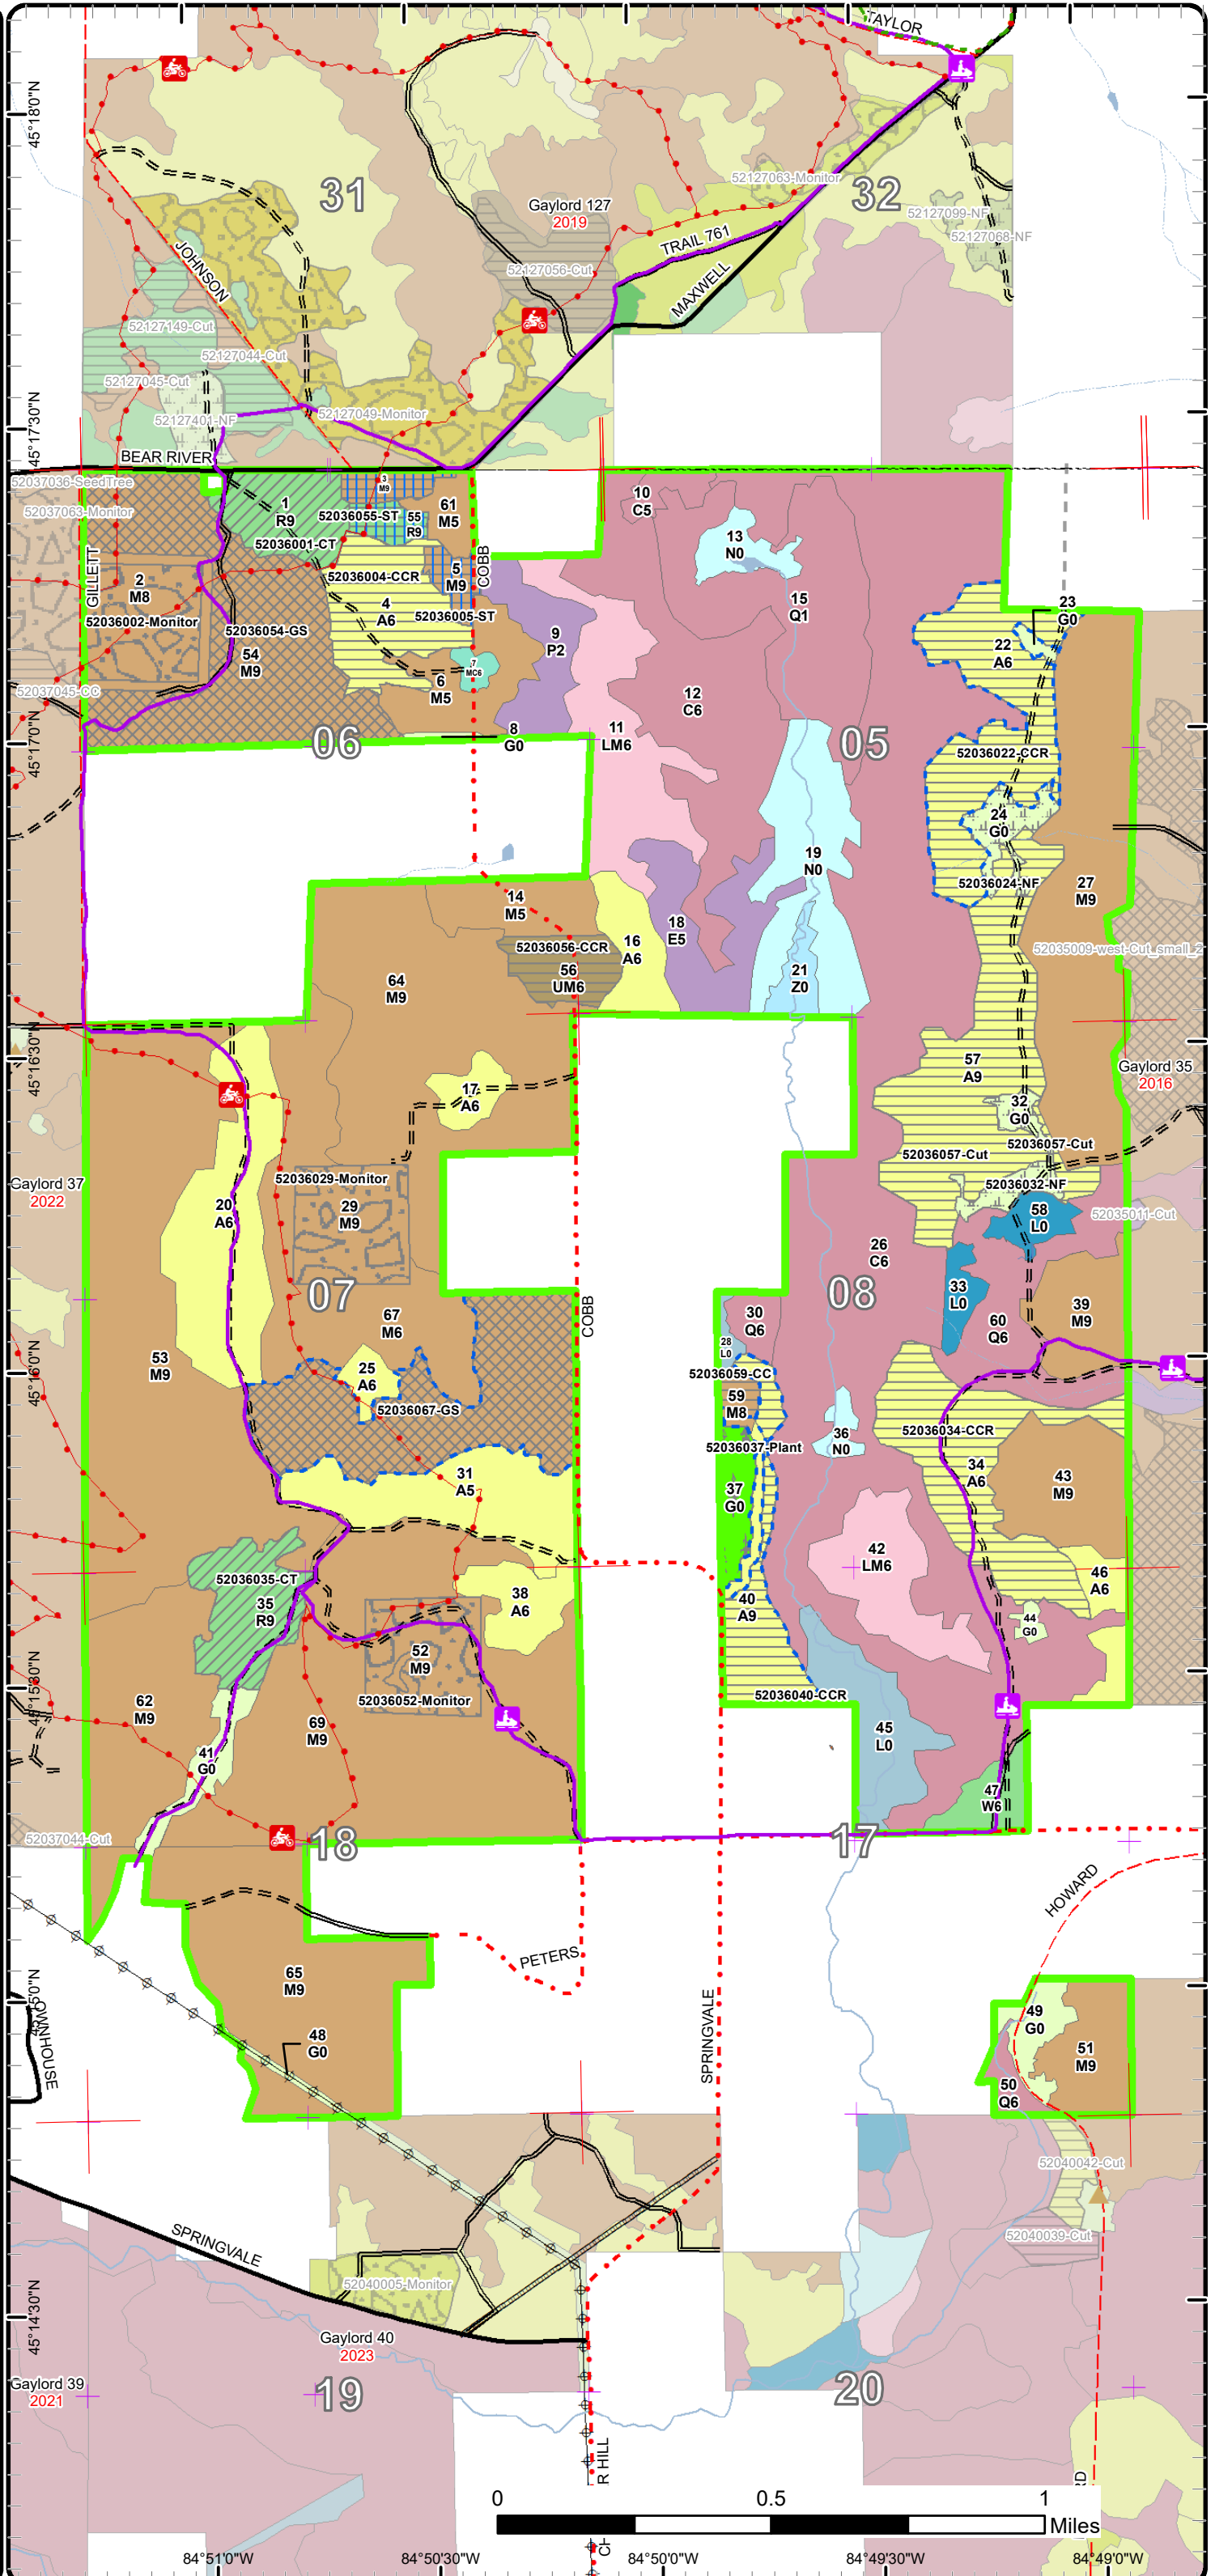 TAYLOR
45°18'0"N
31
32
52127063-Monitor
Gaylord 127
2019
52127099-NF
52127068-NF
TRAIL 761
MAXWELL
JOHNSON
52127056-Cut
52127149-Cut
52127044-Cut
52127045-Cut
52127401-NF
52127049-Monitor
45°17'30"N
BEAR RIVER
52037036-SeedTree
52037063-Monitor
GILLETT
1
R9
3
M9
52036055-ST
55
R9
61
M5
52036001-CT
COBB
10
C5
13
N0
2
M8
52036002-Monitor
52036004-CCR
4
A6
5
M9
52036005-ST
52036054-GS
54
M9
9
P2
15
Q1
23
G0
22
A6
7
MC6
6
M5
52037045-CC
12
C6
45°17'0"N
06
8
G0
11
LM6
05
52036022-CCR
24
G0
19
N0
52036024-NF
27
M9
14
M5
18
E5
16
A6
52036056-CCR
56
UM6
52035009-west-Cut_small_2
64
M9
21
Z0
45°16'30"N
57
A9
Gaylord 35
2016
17
A6
32
G0
52036057-Cut
52036057-Cut
52036029-Monitor
52036032-NF
Gaylord 37
2022
20
A6
29
M9
58
L0
52035011-Cut
26
C6
07
08
33
L0
39
M9
COBB
67
M6
30
Q6
60
Q6
28
L0
53
M9
45°16'0"N
25
A6
52036059-CC
59
M8
52036067-GS
52036034-CCR
36
N0
52036037-Plant
31
A5
34
A6
43
M9
37
G0
42
LM6
52036035-CT
46
A6
35
R9
38
A6
40
A9
44
G0
52
M9
45°15'30"N
52036052-Monitor
52036040-CCR
62
M9
69
M9
45
L0
41
G0
47
W6
52037044-Cut
18
17
HOWARD
PETERS
65
M9
SPRINGVALE
49
G0
48
G0
51
M9
50
Q6
52040042-Cut
SPRINGVALE
52040039-Cut
52040005-Monitor
45°14'30"N
Gaylord 40
2023
Gaylord 39
2021
19
20
R HILL
0
0.5
1
Miles
84°51'0"W
84°50'30"W
84°50'0"W
84°49'30"W
84°49'0"W